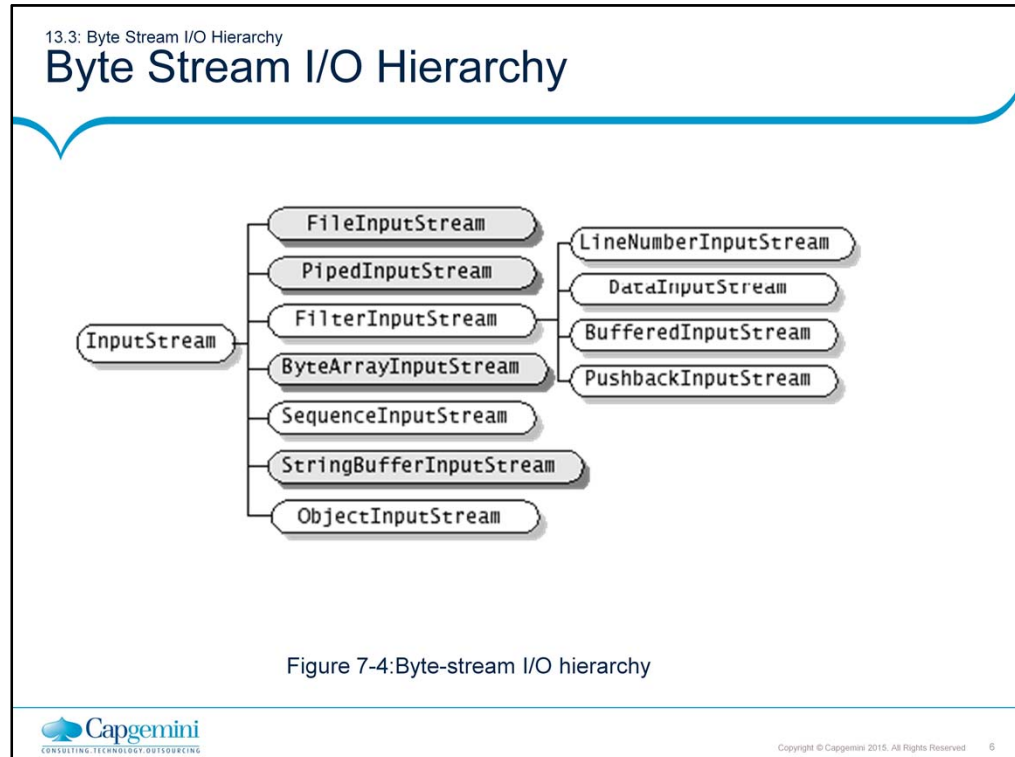 13.3: Byte Stream I/O Hierarchy
Byte Stream I/O Hierarchy
InputStream
FileInputStream
PipedInputStream
FilterInputStream
ByteArrayInputStream
SequenceInputStream
StringBufferInputStream
ObjectInputStream
LineNumberInputStream
DataInputStream
BufferedInputStream
PushbackInputStream
Figure 7-4:Byte-stream I/O hierarchy
Capgemini
CONSULTING.TECHNOLOGY.OUTSOURCING
Copyright © Capgemini 2015. All Rights Reserved 6